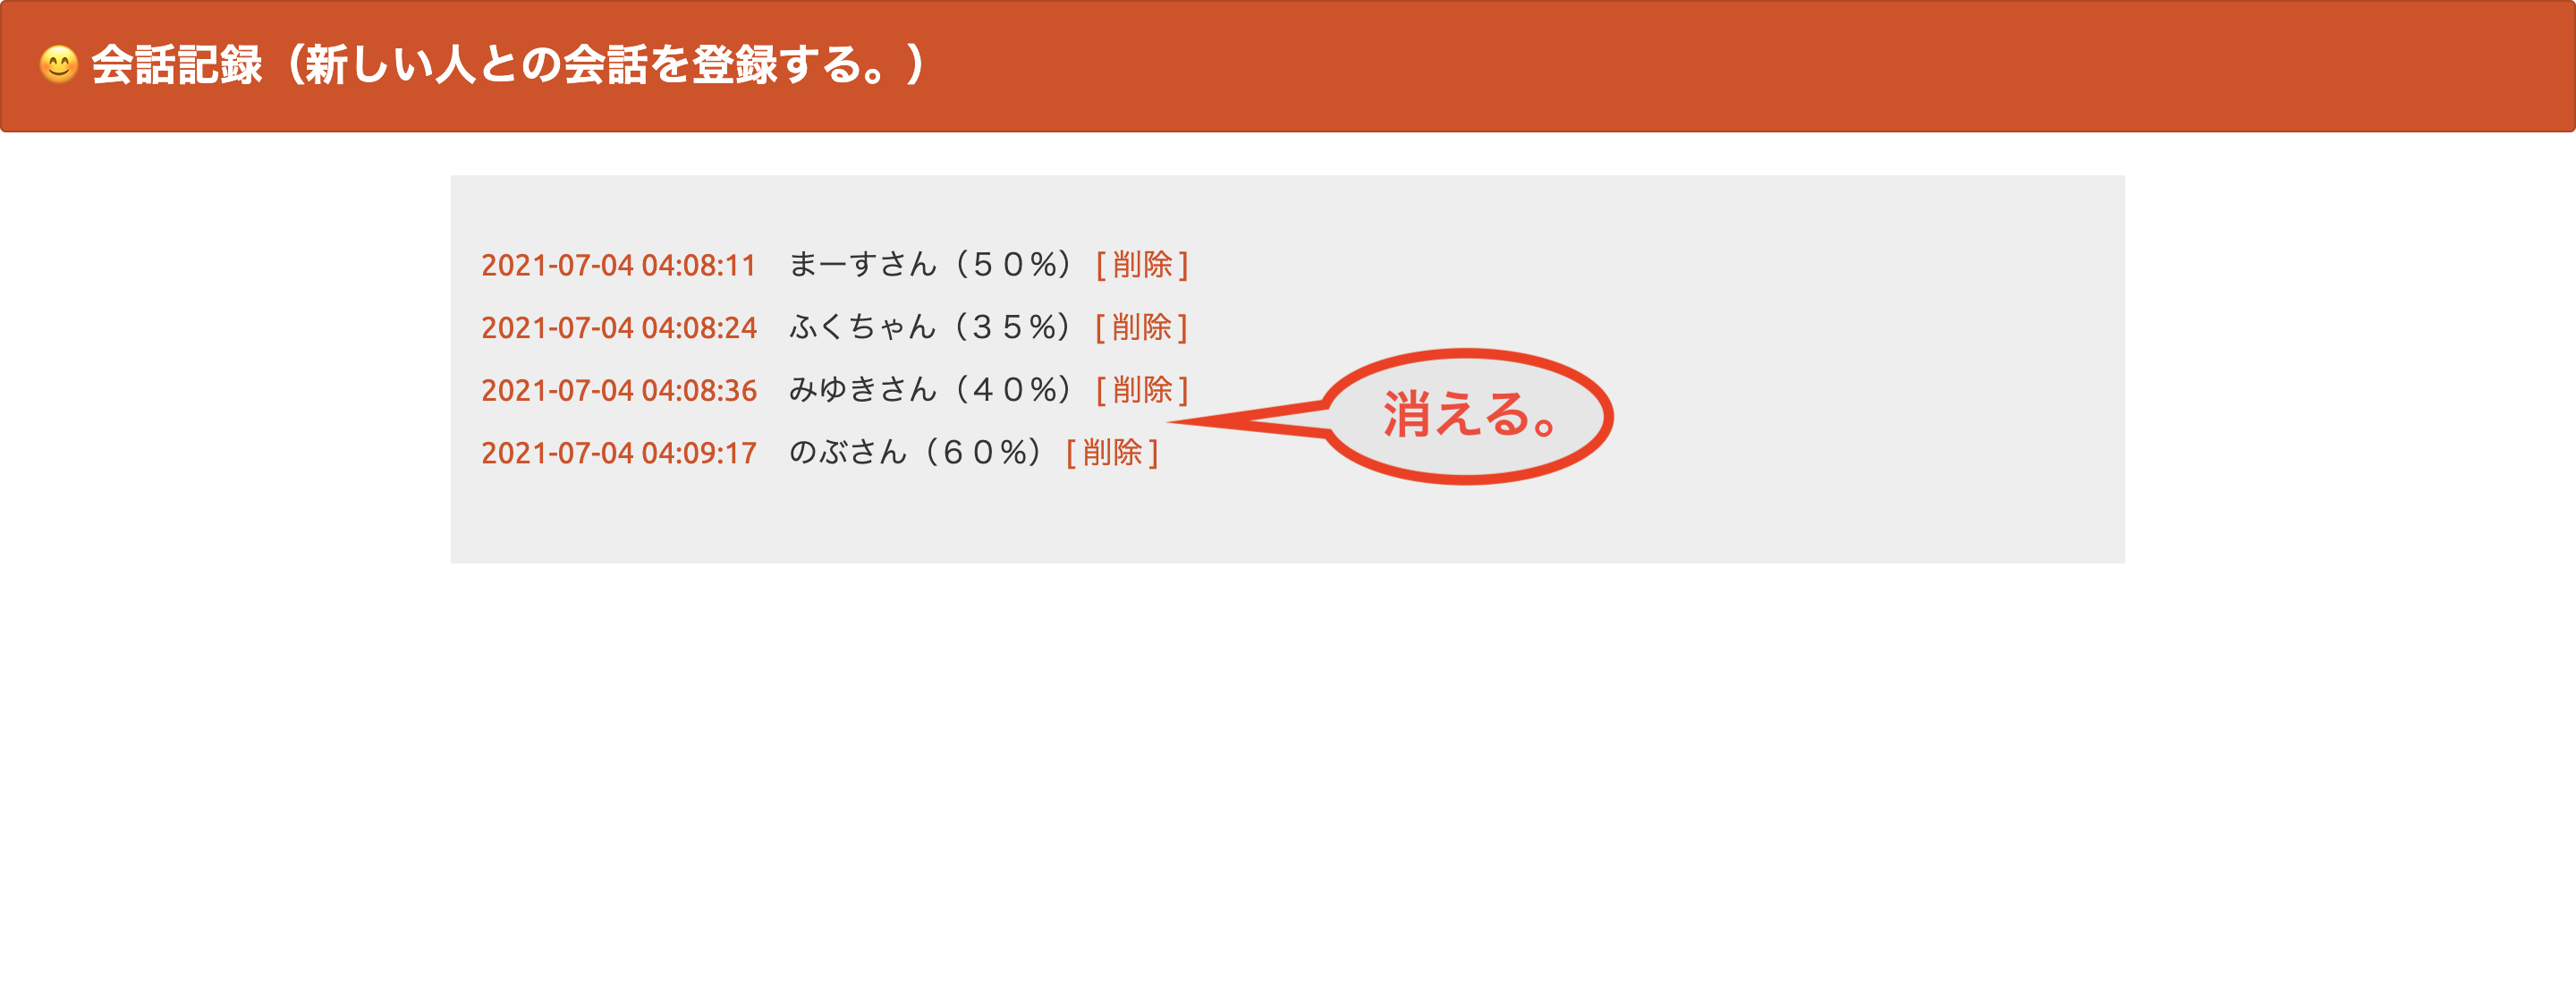 😊 会話記録（新しい人との会話を登録する。）
2021-07-04 04:08:11 まーすさん（５０％） [ 削除 ]
2021-07-04 04:08:24 ふくちゃん（３５％） [ 削除 ]
2021-07-04 04:08:36 みゆきさん（４０％） [ 削除 ]
消える。
2021-07-04 04:09:17 のぶさん（６０％） [ 削除 ]